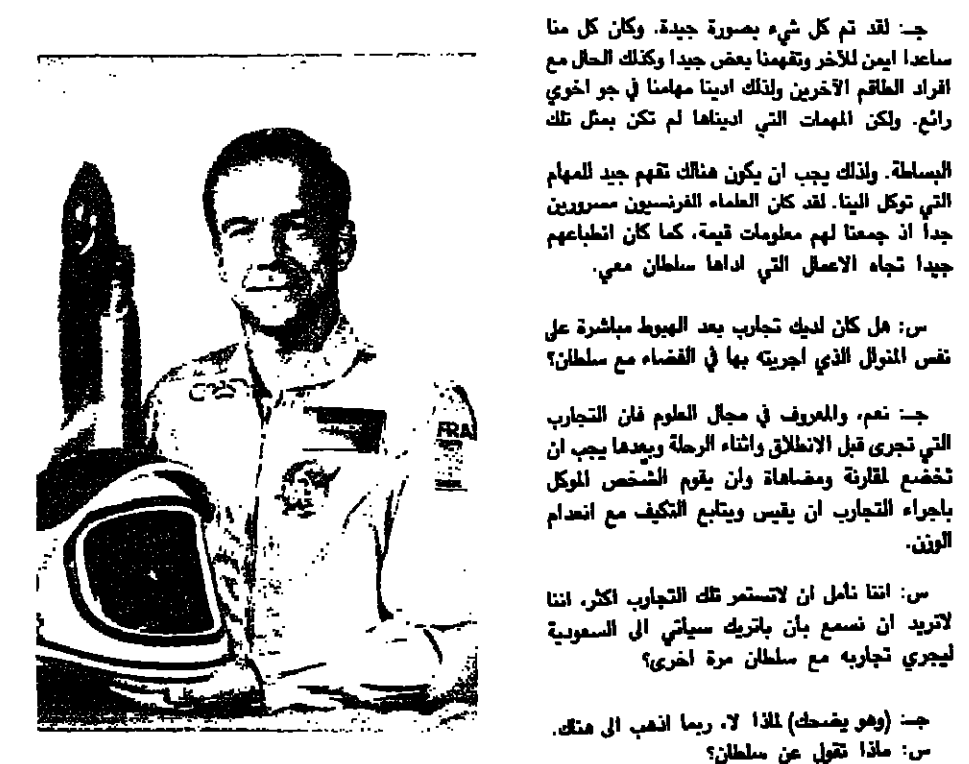 جـ: لقد تم كل شيء بصورة جيدة. وكان كل منا
ساعدا ايمن للآخر وتفهمنا بعض جيدا وكذلك الحال مع
افراد الطاقم الآخرين ولذلك ادينا مهامنا في جو اخوي
رائع. ولكن المهمات التي اديناها لم تكن بمثل تلك
البساطة. ولذلك يجب ان يكون هنالك تفهم جيد للمهام
التي توكل الينا. لقد كان العلماء الفرنسيون مسرورين
جداً اذ جمعنا لهم معلومات قيمة، كما كان انطباعهم
جيدا تجاه الاعمال التي اداها سلطان معي.
س: هل كان لديك تجارب بعد الهبوط مباشرة على
نفس المنوال الذي اجريته بها في الفضاء مع سلطان؟
جـ: نعم، والمعروف في مجال العلوم فان التجارب
التي تجرى قبل الانطلاق واثناء الرحلة وبعدها يجب ان
تخضع لمقارنة ومضاهاة ولن يقوم الشخص الموكل
باجراء التجارب ان يقيس ويتابع التكيف مع انعدام
الوزن.
س: اننا نأمل ان لاتستمر تلك التجارب اكثر، اننا
لاتريد ان نسمع بأن باتريك سيأتي الى السعودية
ليجري تجاربه مع سلطان مرة اخرى؟
جـ: (وهو يضحك) لماذا لا، ربما اذهب الى هناك.
س: ماذا تقول عن سلطان؟
FRA